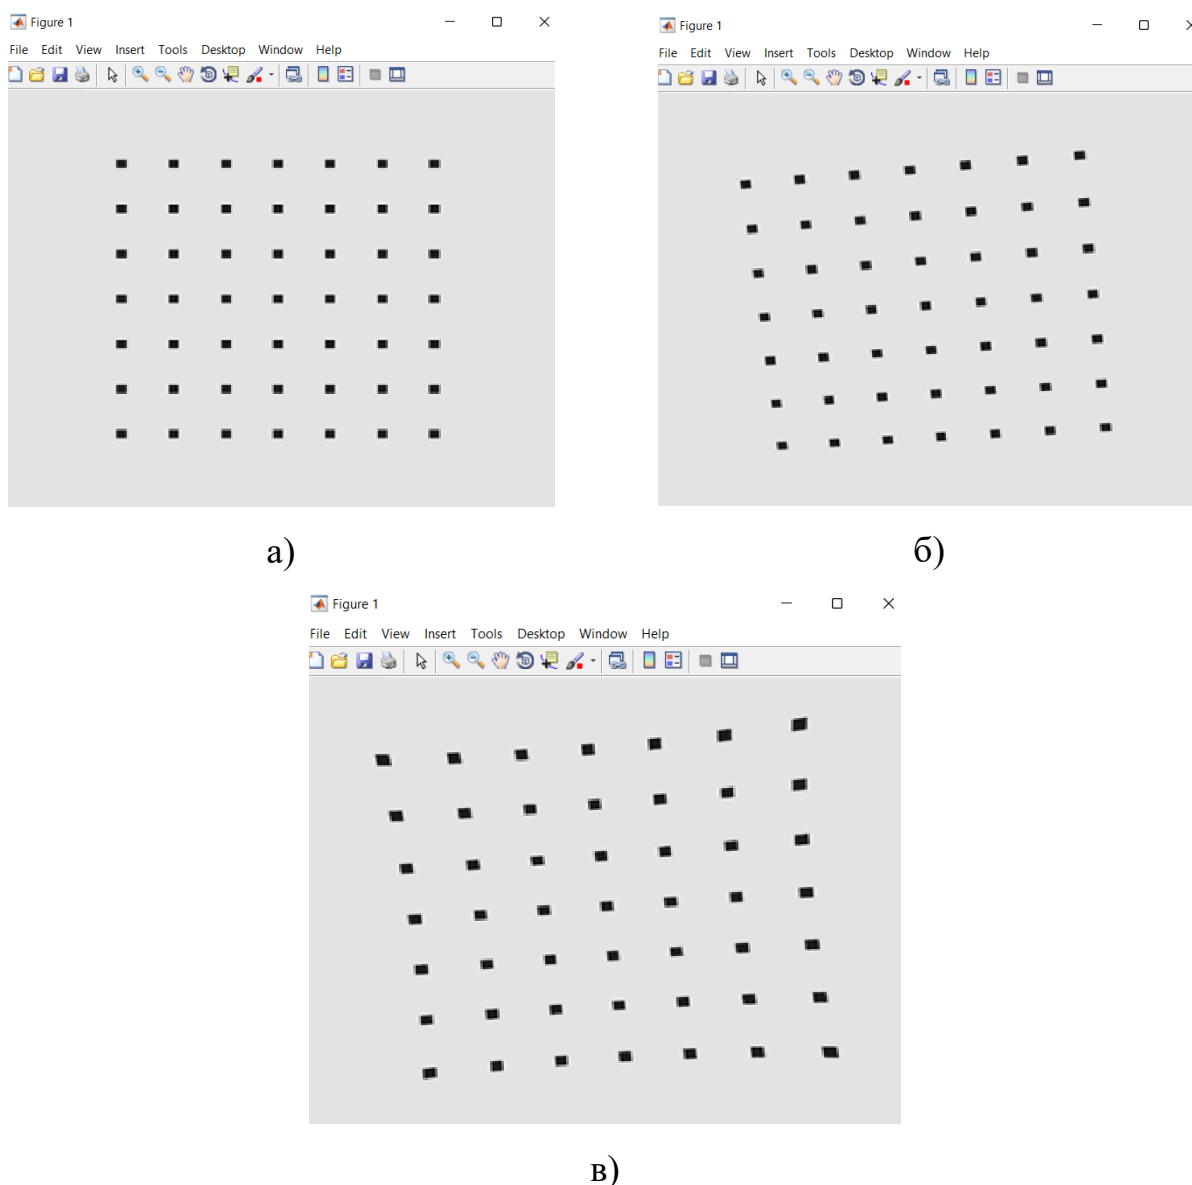 Figure 1
File Edit View Insert Tools Desktop Window Help
Figure 1
File Edit View Insert Tools Desktop Window Help
а)
б)
Figure 1
File Edit View Insert Tools Desktop Window Help
в)